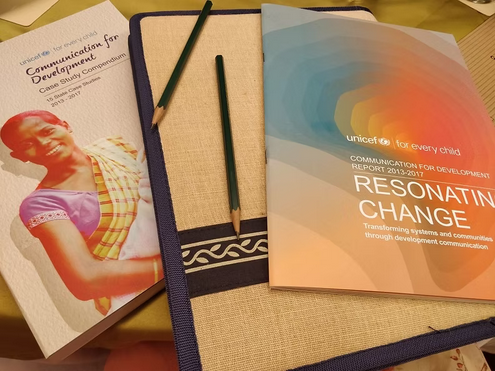 unicef | for every child
Communication for
Development
Case Study Compendium
15 State Case Studies
2013 - 2017
unicef | for every child
COMMUNICATION FOR DEVELOPMENT
REPORT 2013-2017
RESONATIN
CHANGE
Transforming systems and communities
through development communication